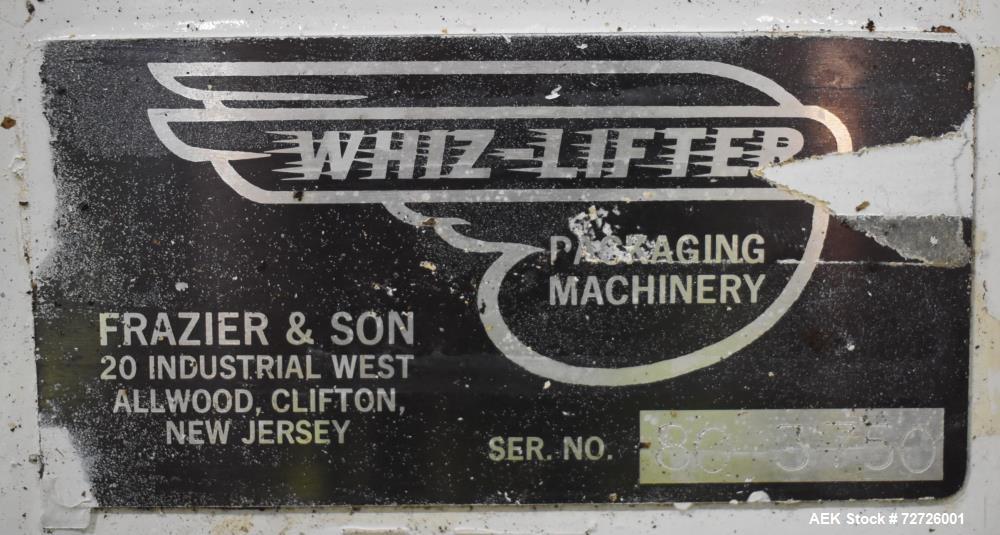 WHIZ-LIFTER
PACKAGING
MACHINERY
FRAZIER & SON
20 INDUSTRIAL WEST
ALLWOOD, CLIFTON,
NEW JERSEY
SER. NO.
AEK Stock # 72726001